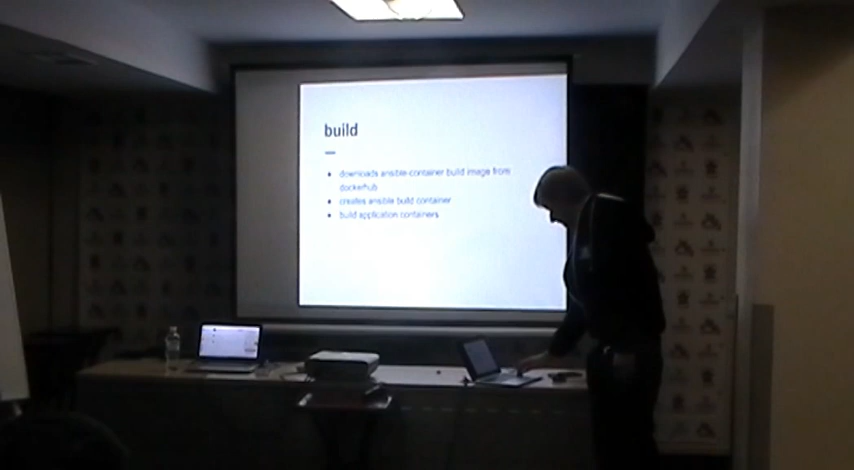 build
downloads ansible-container build image from
dockerhub
creates ansible build container
build application containers